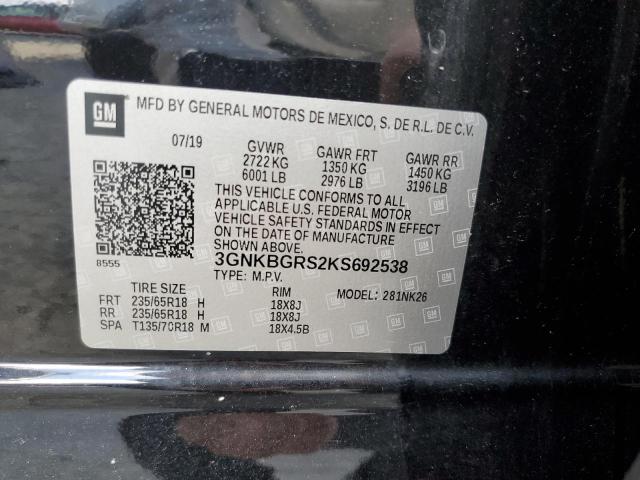 GM MFD BY GENERAL MOTORS DE MEXICO, S. DE R.L. DE C.V.
07/19 GVWR GAWR FRT GAWR RR
2722 KG 1350 KG 1450 KG
6001 LB 2976 LB 3196 LB
THIS VEHICLE CONFORMS TO ALL
APPLICABLE U.S. FEDERAL MOTOR
VEHICLE SAFETY STANDARDS IN EFFECT
ON THE DATE OF MANUFACTURE
SHOWN ABOVE.
8555 3GNKBGRS2KS692538
TYPE: M.P.V.
TIRE SIZE RIM MODEL: 281NK26
FRT 235/65R18 H 18X8J
RR 235/65R18 H 18X8J
SPA T135/70R18 M 18X4.5B